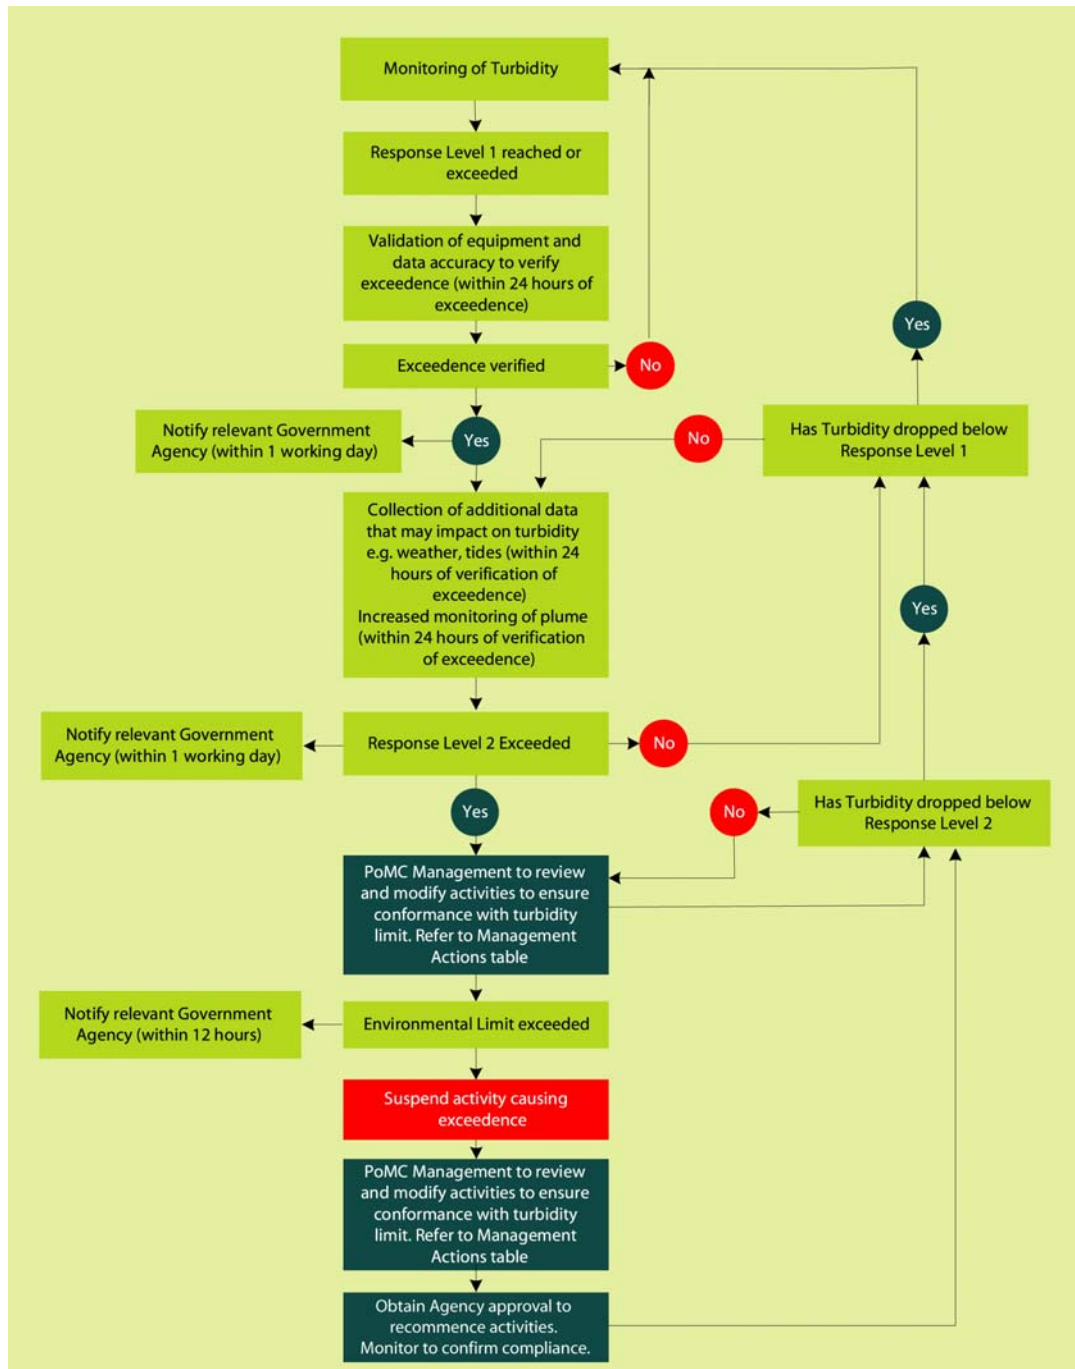 Monitoring of Turbidity
Response Level 1 reached or
exceeded
Validation of equipment and
data accuracy to verify
exceedence (within 24 hours of
exceedence)
Yes
Exceedence verified
No
Notify relevant Government
Agency (within 1 working day)
Yes
No
Has Turbidity dropped below
Response Level 1
Collection of additional data
that may impact on turbidity
e.g. weather, tides (within 24
hours of verification of
exceedence)
Increased monitoring of plume
(within 24 hours of verification
of exceedence)
Yes
Notify relevant Government
Agency (within 1 working day)
Response Level 2 Exceeded
No
Yes
No
Has Turbidity dropped below
Response Level 2
PoMC Management to review
and modify activities to ensure
conformance with turbidity
limit. Refer to Management
Actions table
Notify relevant Government
Agency (within 12 hours)
Environmental Limit exceeded
Suspend activity causing
exceedence
PoMC Management to review
and modify activities to ensure
conformance with turbidity
limit. Refer to Management
Actions table
Obtain Agency approval to
recommence activities.
Monitor to confirm compliance.